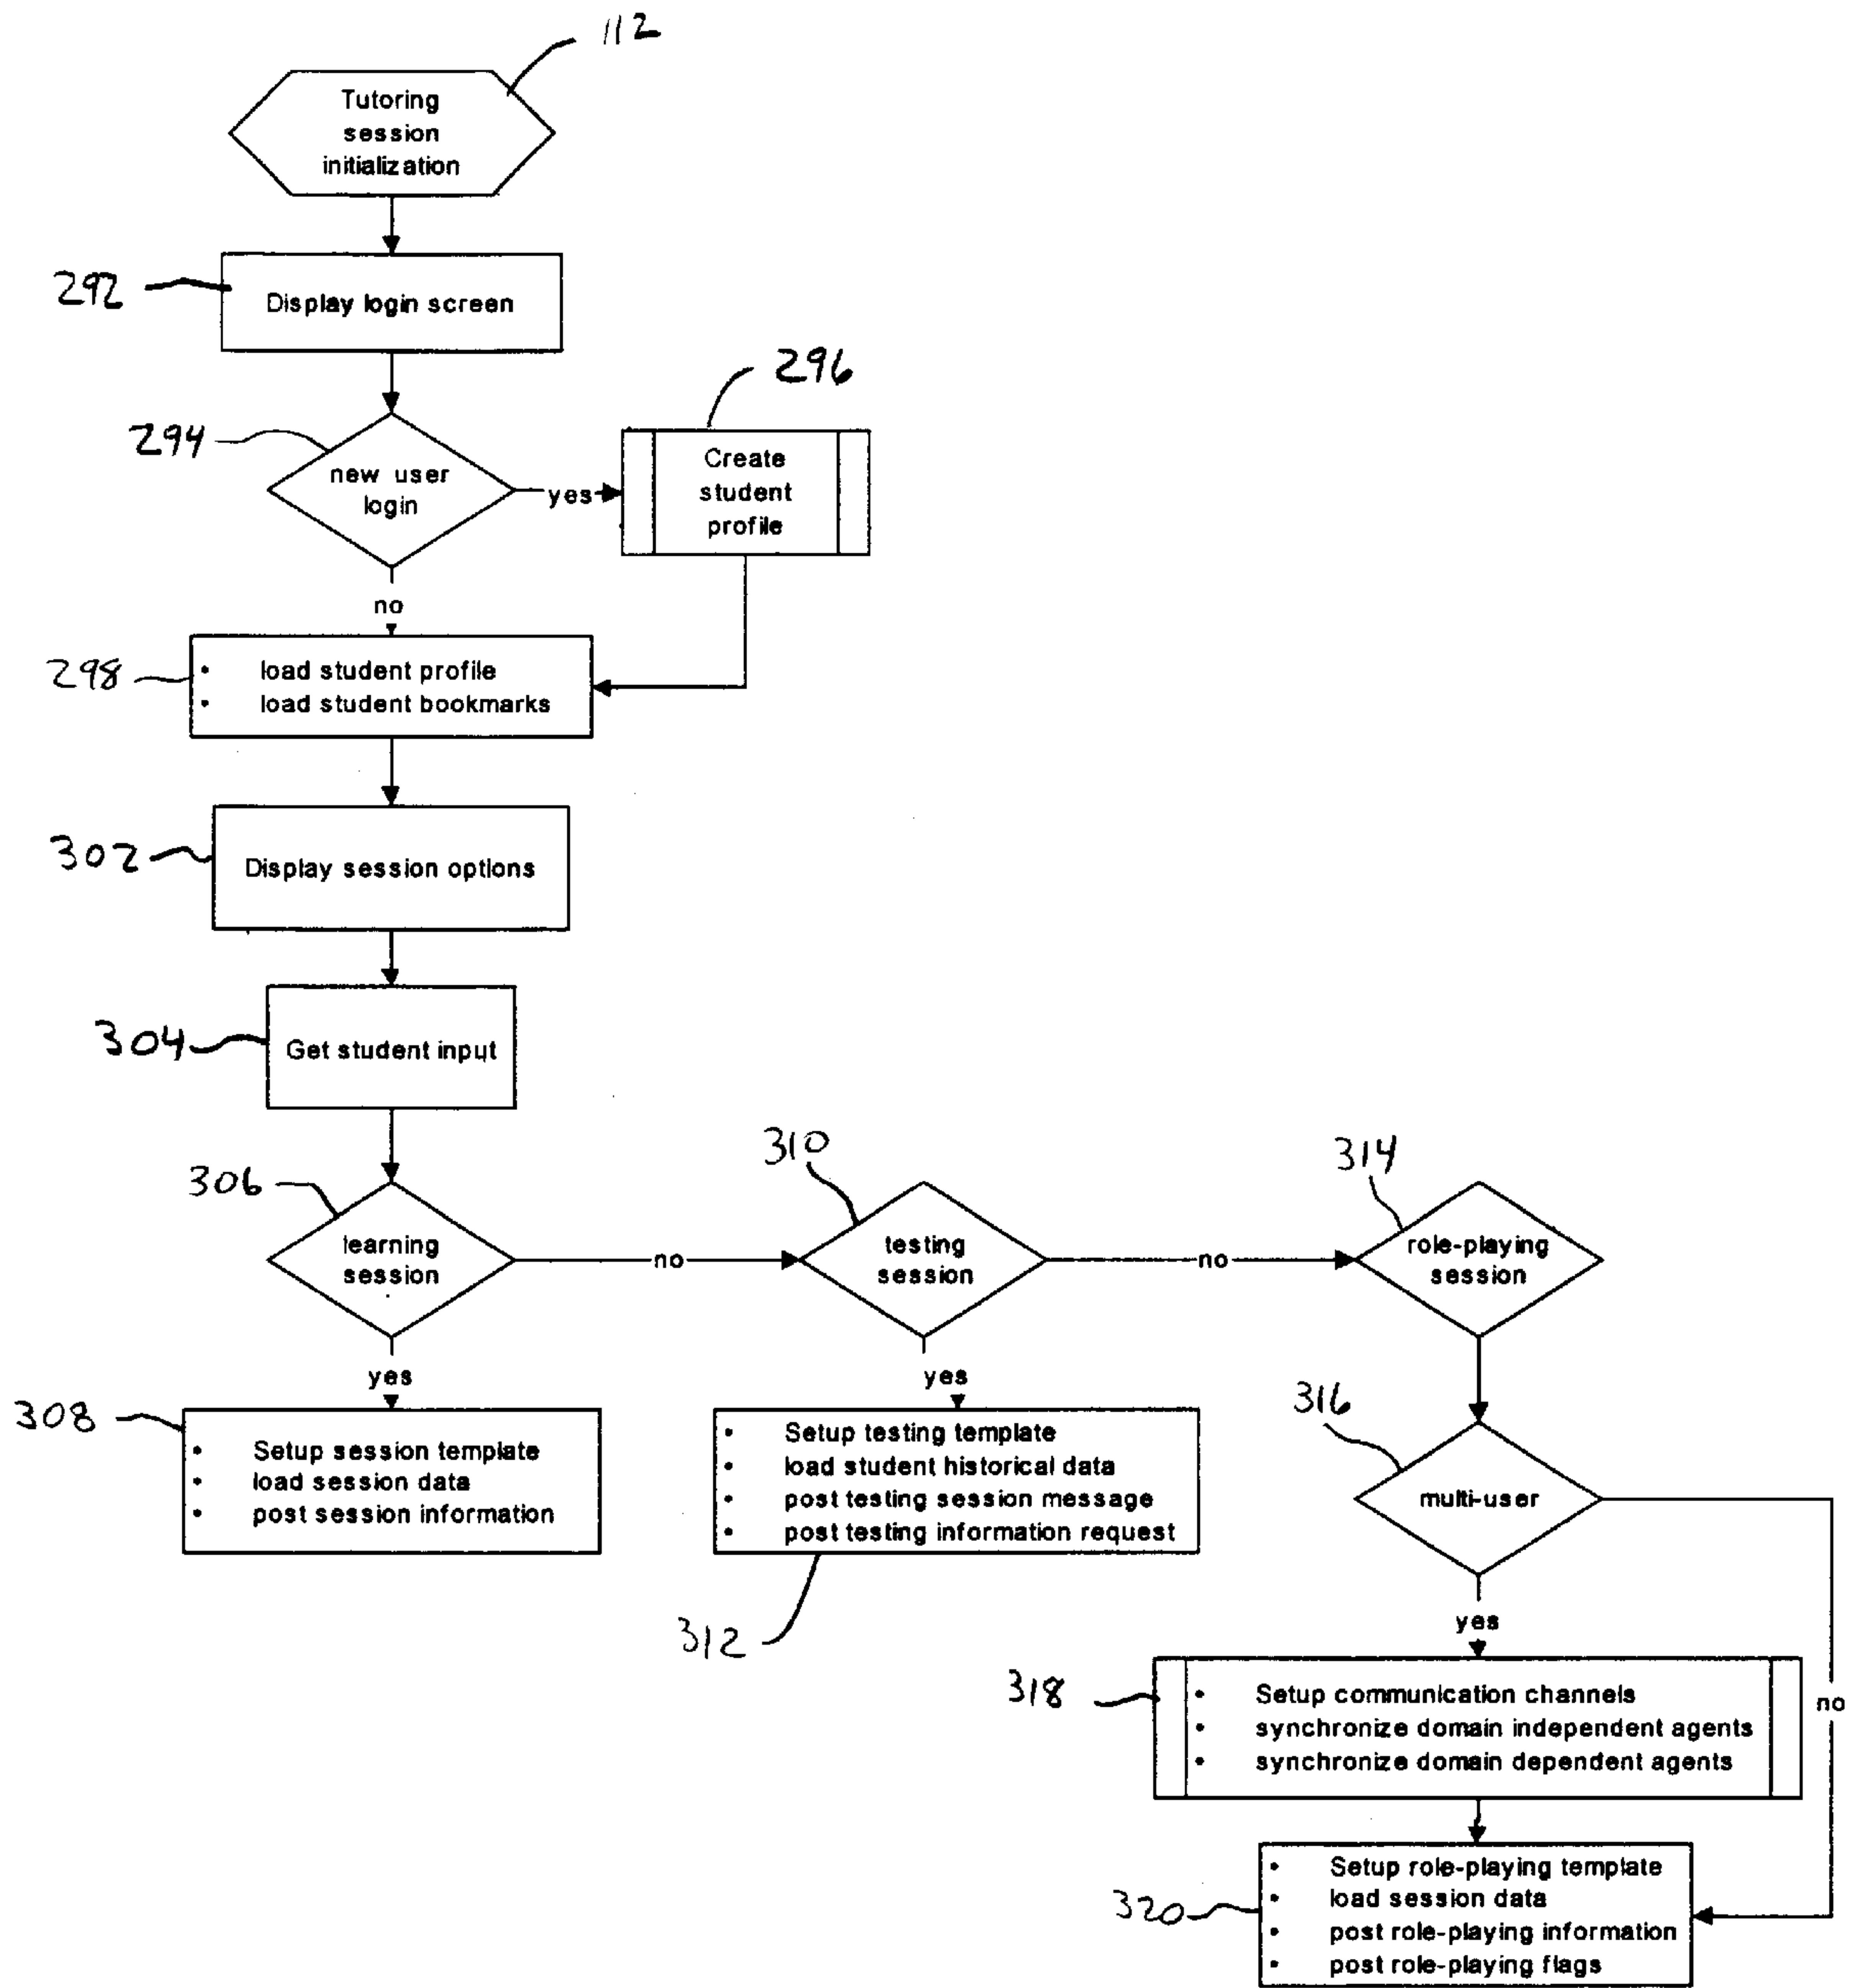 112
Tutoring
session
initialization
292
Display login screen
296
294
new user
login
yes
Create
student
profile
no
298
• load student profile
• load student bookmarks
302
Display session options
304
Get student input
306
learning
session
no
310
testing
session
no
314
role-playing
session
yes
308
• Setup session template
• load session data
• post session information
yes
• Setup testing template
• load student historical data
• post testing session message
• post testing information request
312
316
multi-user
yes
no
318
• Setup communication channels
• synchronize domain independent agents
• synchronize domain dependent agents
320
• Setup role-playing template
• load session data
• post role-playing information
• post role-playing flags